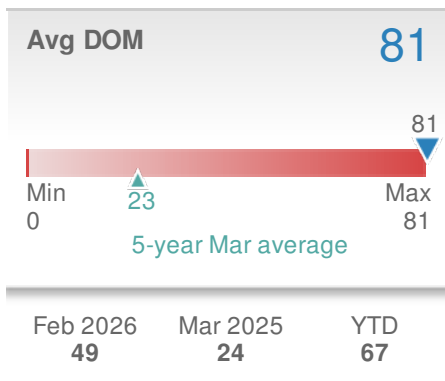 Avg DOM 81
81
Min Max
23
0 81
5-year Mar average
Feb 2026 Mar 2025 YTD
49 24 67